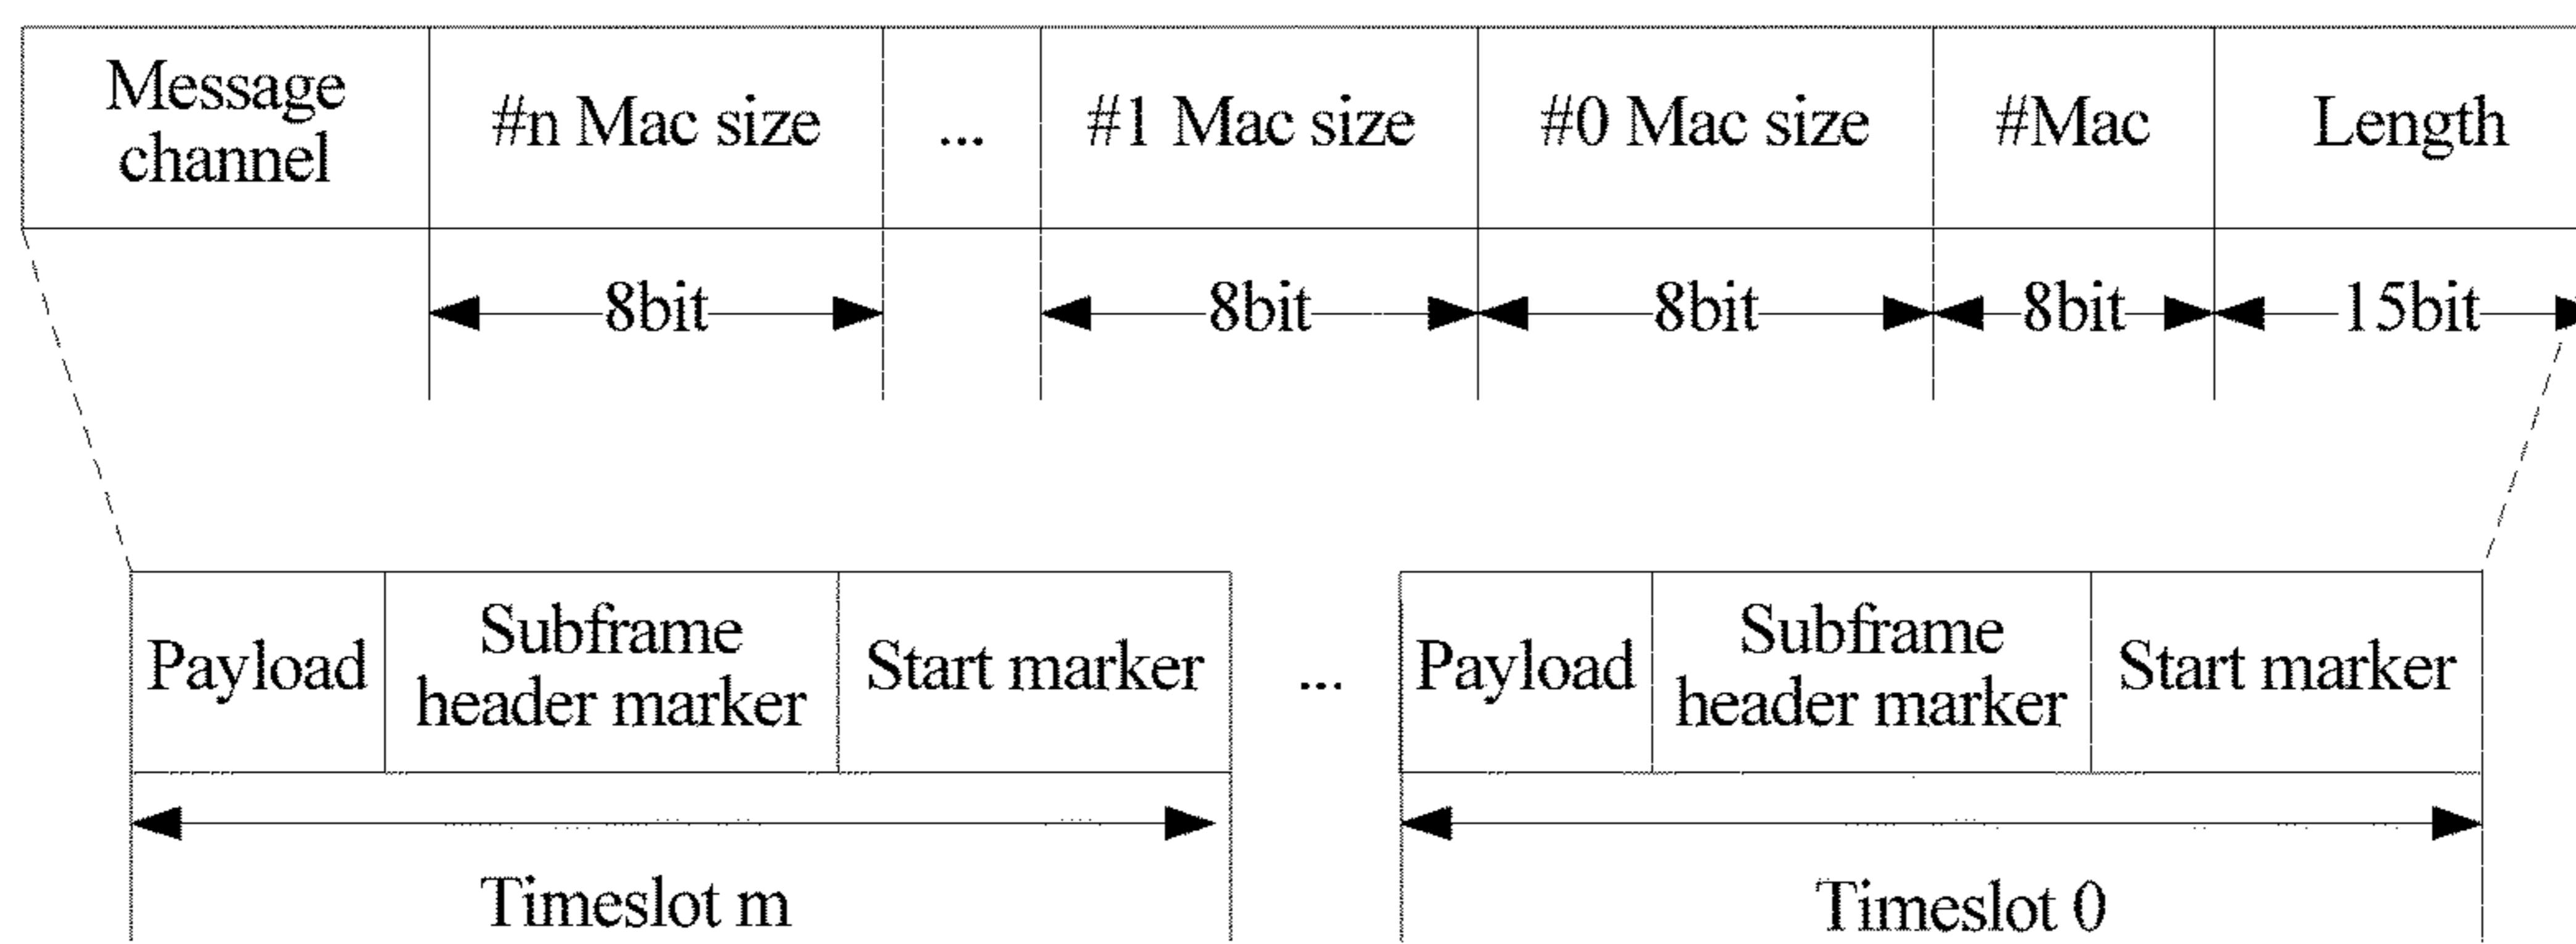 Message
channel
#n Mac size
...
#1 Mac size
#0 Mac size
#Mac
Length
8bit
8bit
8bit
8bit
15bit
Payload
Subframe
header marker
Start marker
...
Payload
Subframe
header marker
Start marker
Timeslot m
Timeslot 0